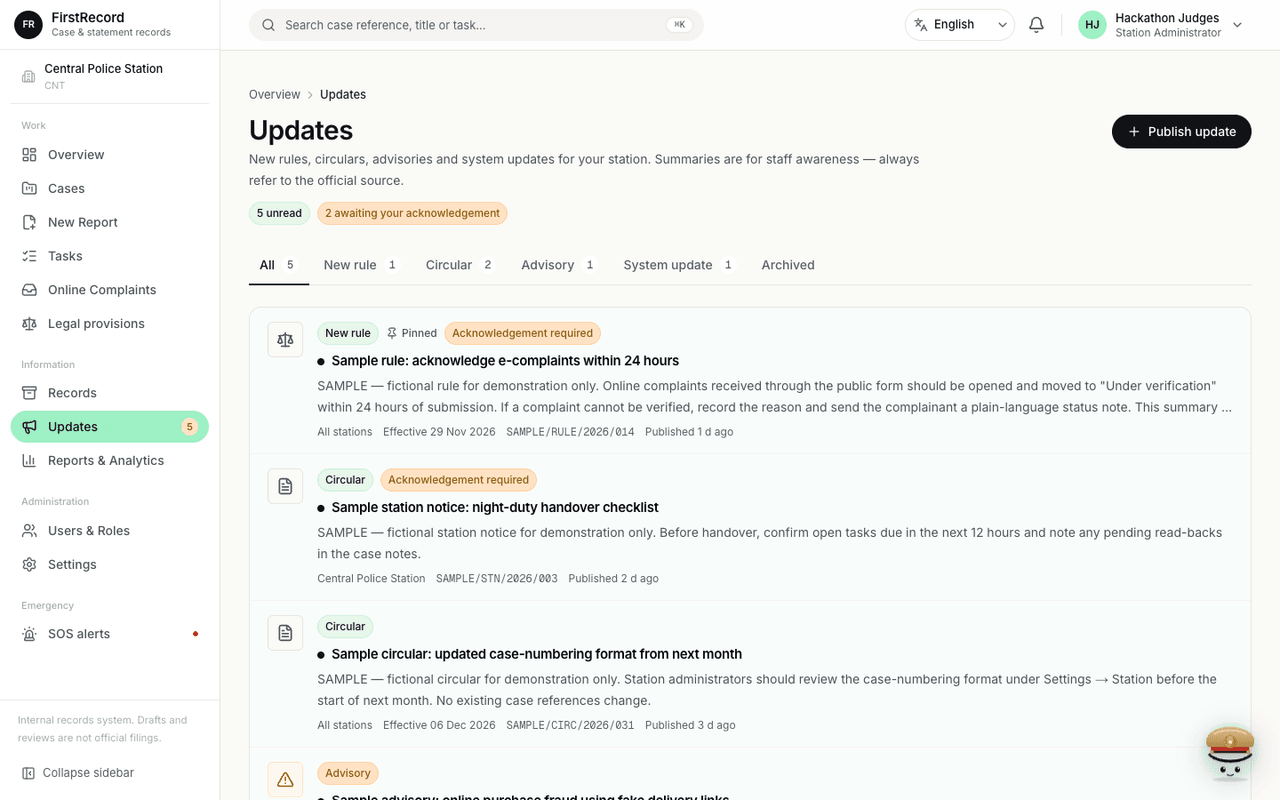 FR
FirstRecord
Case & statement records
Central Police Station
CNT
Work
Overview
Cases
New Report
Tasks
Online Complaints
Legal provisions
Information
Records
Updates 5
Reports & Analytics
Administration
Users & Roles
Settings
Emergency
SOS alerts
Internal records system. Drafts and
reviews are not official filings.
Collapse sidebar
Search case reference, title or task... ⌘K
English
HJ
Hackathon Judges
Station Administrator
Overview > Updates
Updates
Publish update
New rules, circulars, advisories and system updates for your station. Summaries are for staff awareness — always
refer to the official source.
5 unread 2 awaiting your acknowledgement
All 5 New rule 1 Circular 2 Advisory 1 System update 1 Archived
New rule Pinned Acknowledgement required
Sample rule: acknowledge e-complaints within 24 hours
SAMPLE — fictional rule for demonstration only. Online complaints received through the public form should be opened and moved to "Under verification"
within 24 hours of submission. If a complaint cannot be verified, record the reason and send the complainant a plain-language status note. This summary ...
All stations Effective 29 Nov 2026 SAMPLE/RULE/2026/014 Published 1 d ago
Circular Acknowledgement required
Sample station notice: night-duty handover checklist
SAMPLE — fictional station notice for demonstration only. Before handover, confirm open tasks due in the next 12 hours and note any pending read-backs
in the case notes.
Central Police Station SAMPLE/STN/2026/003 Published 2 d ago
Circular
Sample circular: updated case-numbering format from next month
SAMPLE — fictional circular for demonstration only. Station administrators should review the case-numbering format under Settings → Station before the
start of next month. No existing case references change.
All stations Effective 06 Dec 2026 SAMPLE/CIRC/2026/031 Published 3 d ago
Advisory
Sample advisory: online purchase fraud using fake delivery links